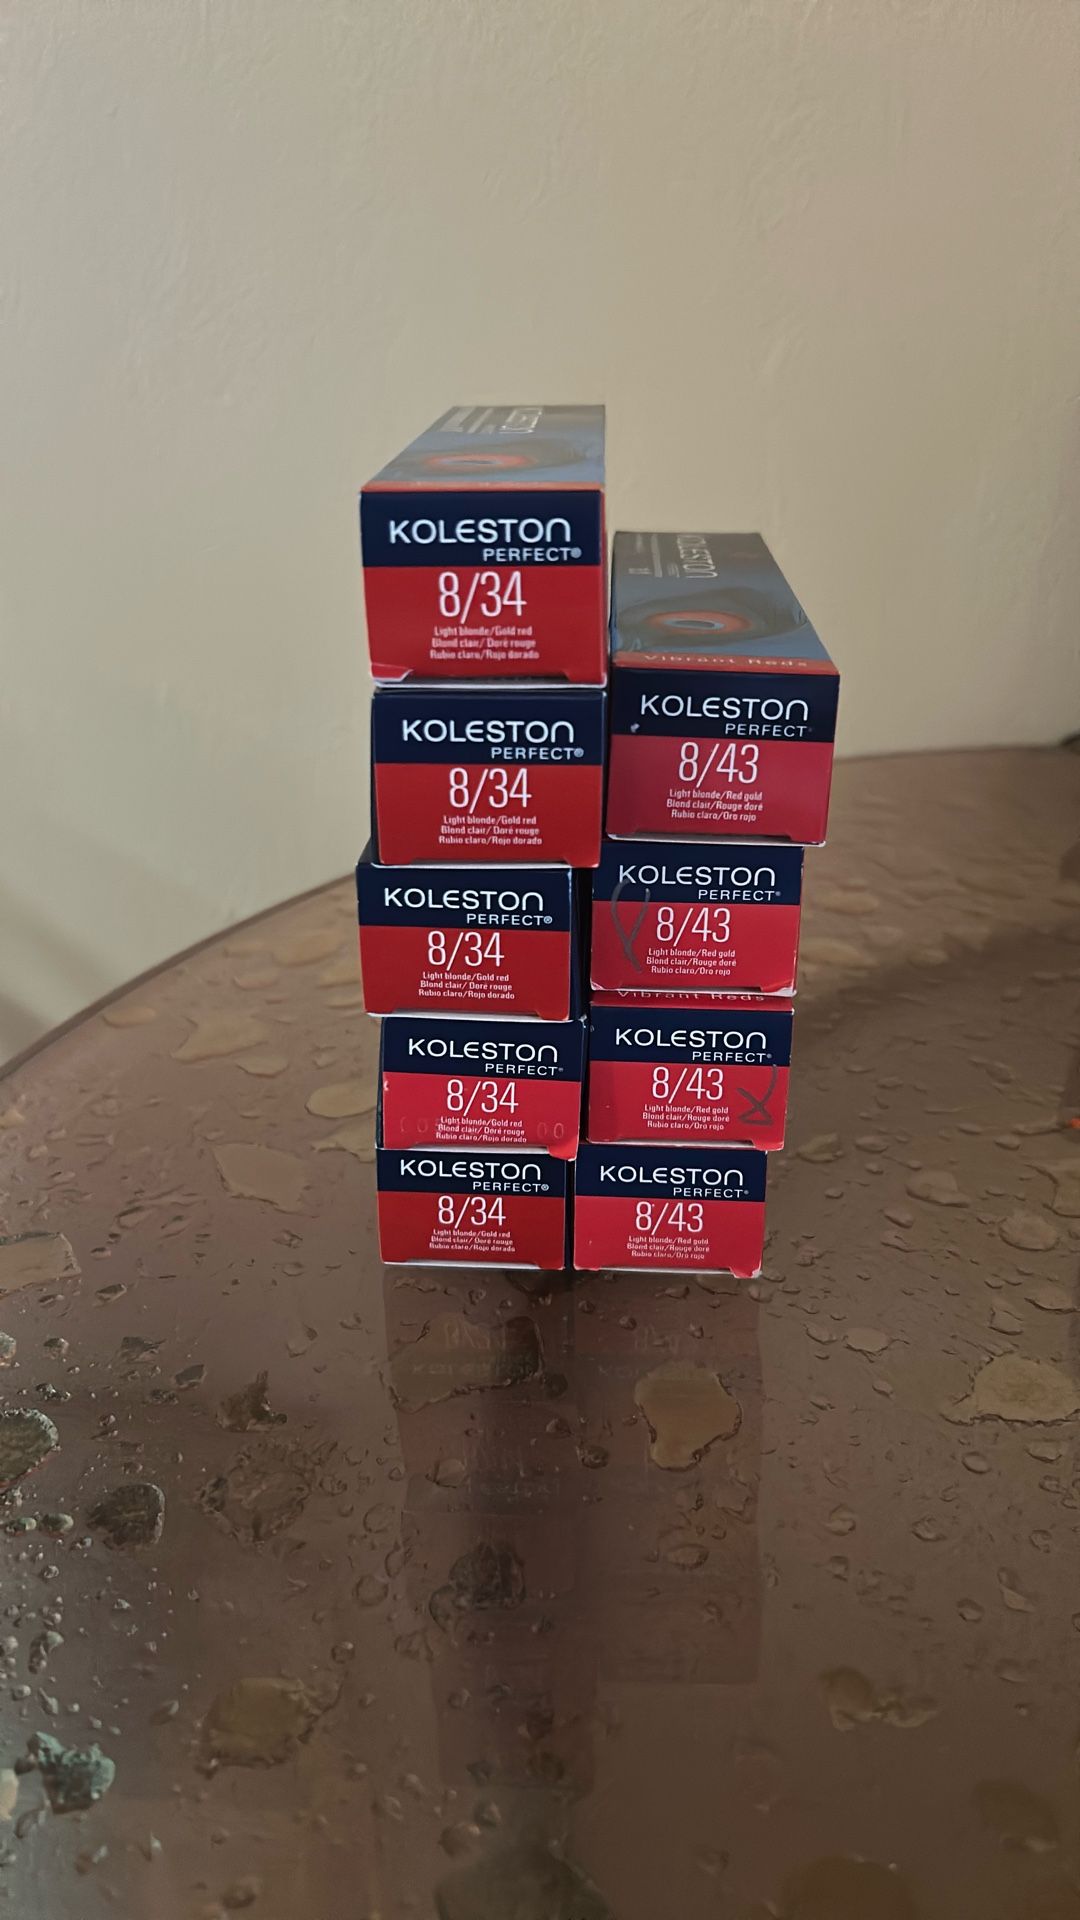 KOLESTON
PERFECT®
8/34
Light blonde/Gold red
Blond clair/ Doré rouge
Rubio claro/Rojo dorado
KOLESTON
PERFECT®
8/34
Light blonde/Gold red
Blond clair/ Doré rouge
Rubio claro/Rojo dorado
KOLESTON
PERFECT®
8/34
Light blonde/Gold red
Blond clair/ Doré rouge
Rubio claro/Rojo dorado
KOLESTON
PERFECT®
8/34
Light blonde/Gold red
Blond clair/ Doré rouge
Rubio claro/Rojo dorado
KOLESTON
PERFECT®
8/34
Light blonde/Gold red
Blond clair/ Doré rouge
Rubio claro/Rojo dorado
KOLESTON
Vibrant Reds
KOLESTON
PERFECT®
8/43
Light blonde/Red gold
Blond clair/Rouge doré
Rubio claro/Oro rojo
KOLESTON
PERFECT®
8/43
Light blonde/Red gold
Blond clair/Rouge doré
Rubio claro/Oro rojo
Vibrant Reds
KOLESTON
PERFECT®
8/43
Light blonde/Red gold
Blond clair/Rouge doré
Rubio claro/Oro rojo
KOLESTON
PERFECT®
8/43
Light blonde/Red gold
Blond clair/Rouge doré
Rubio claro/Oro rojo